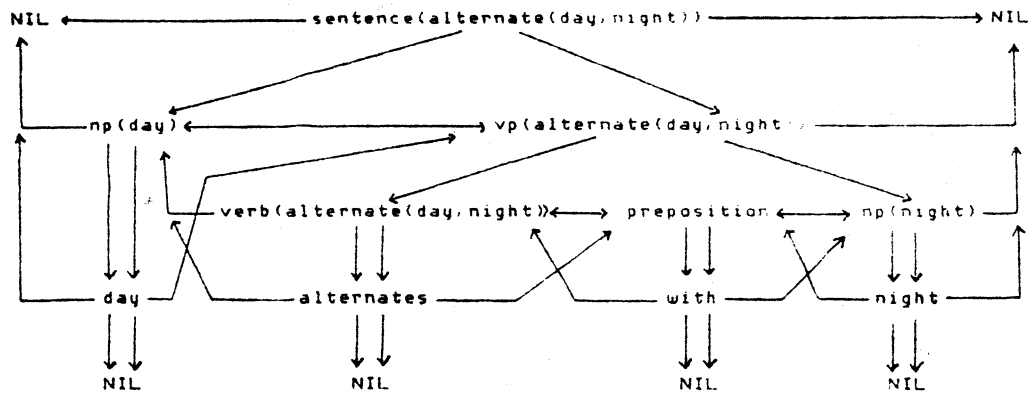 NIL sentence(alternate(day,night)) NIL
np(day) vp(alternate(day,night
verb(alternate(day,night)) preposition np(night)
day alternates with night
NIL NIL NIL NIL